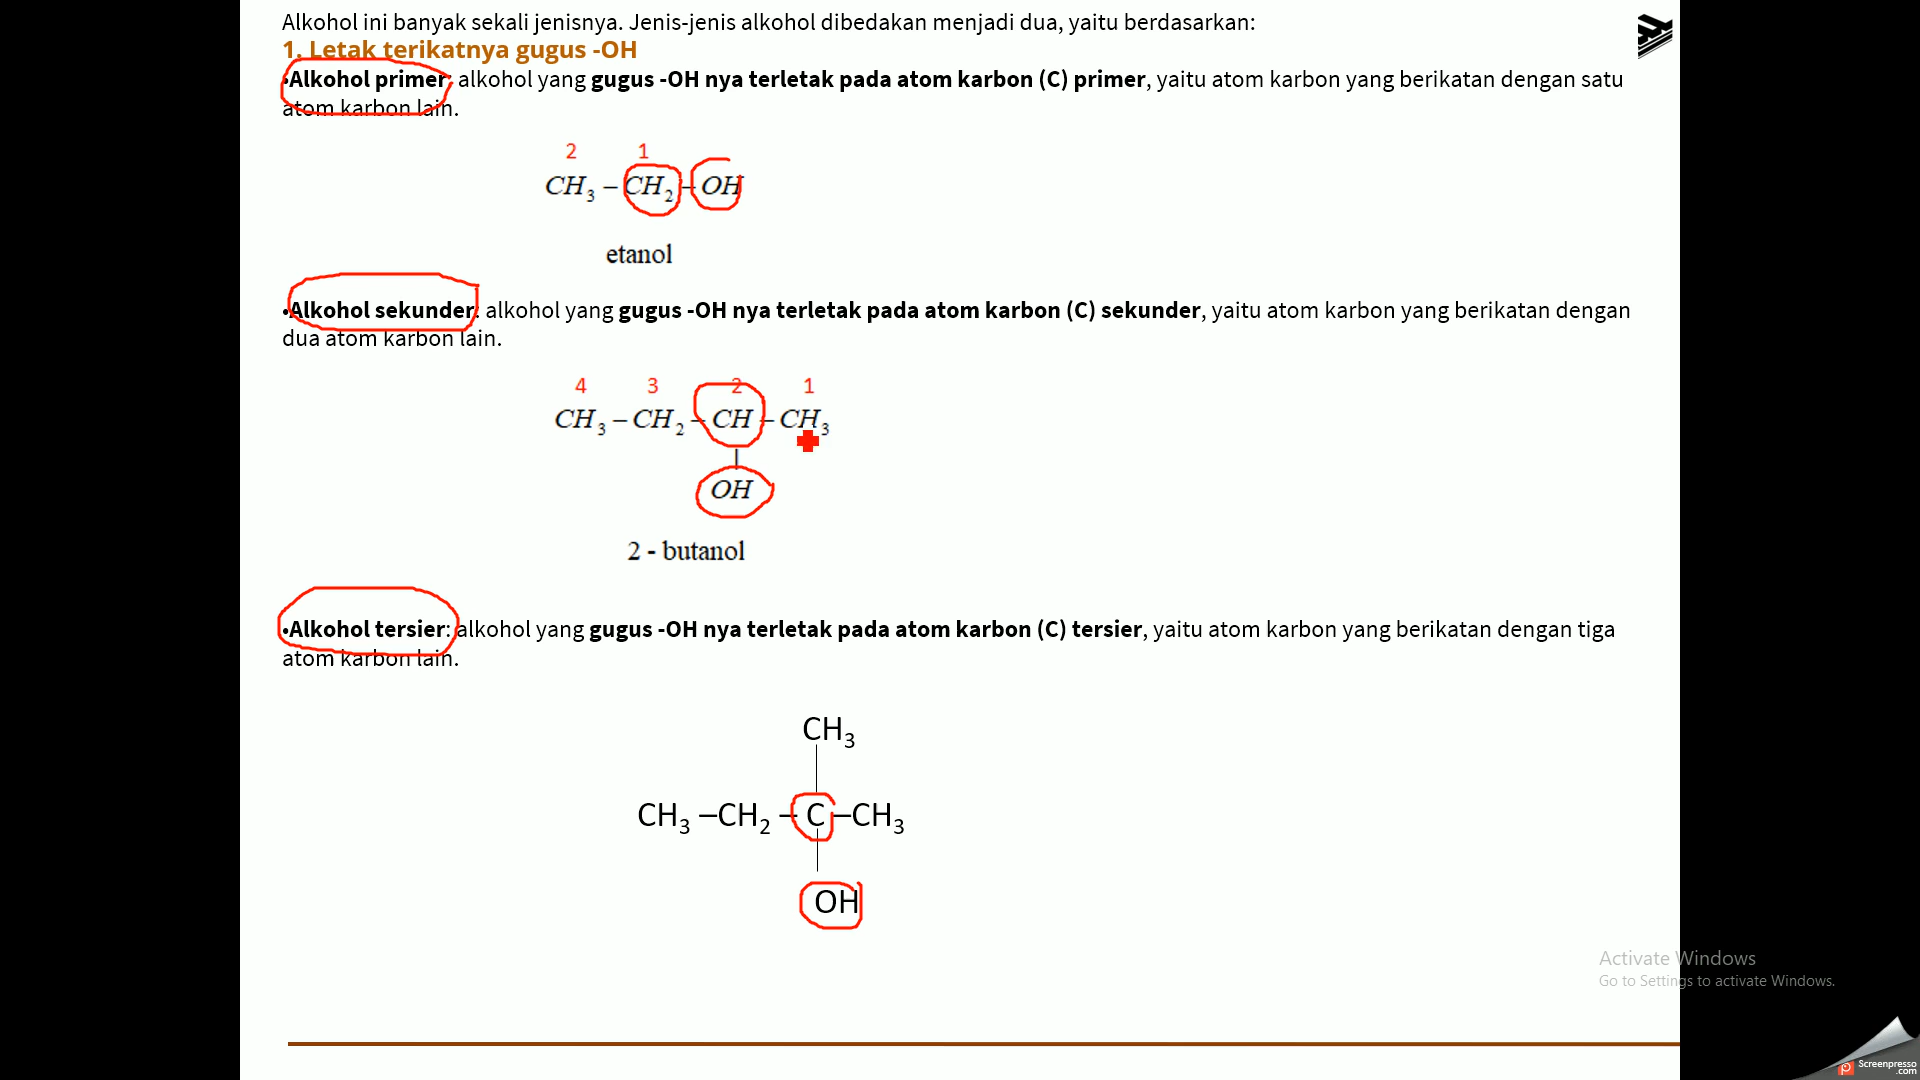 Alkohol ini banyak sekali jenisnya. Jenis-jenis alkohol dibedakan menjadi dua, yaitu berdasarkan:
1. Letak terikatnya gugus -OH
•Alkohol primer: alkohol yang gugus -OH nya terletak pada atom karbon (C) primer, yaitu atom karbon yang berikatan dengan satu
atom karbon lain.
2 1
CH₃ – CH₂ – OH
etanol
•Alkohol sekunder: alkohol yang gugus -OH nya terletak pada atom karbon (C) sekunder, yaitu atom karbon yang berikatan dengan
dua atom karbon lain.
4 3 2 1
CH₃ – CH₂ – CH – CH₃
OH
2 - butanol
•Alkohol tersier: alkohol yang gugus -OH nya terletak pada atom karbon (C) tersier, yaitu atom karbon yang berikatan dengan tiga
atom karbon lain.
CH₃
CH₃ –CH₂ – C –CH₃
OH
Activate Windows
Go to Settings to activate Windows.
Screenpresso
.com